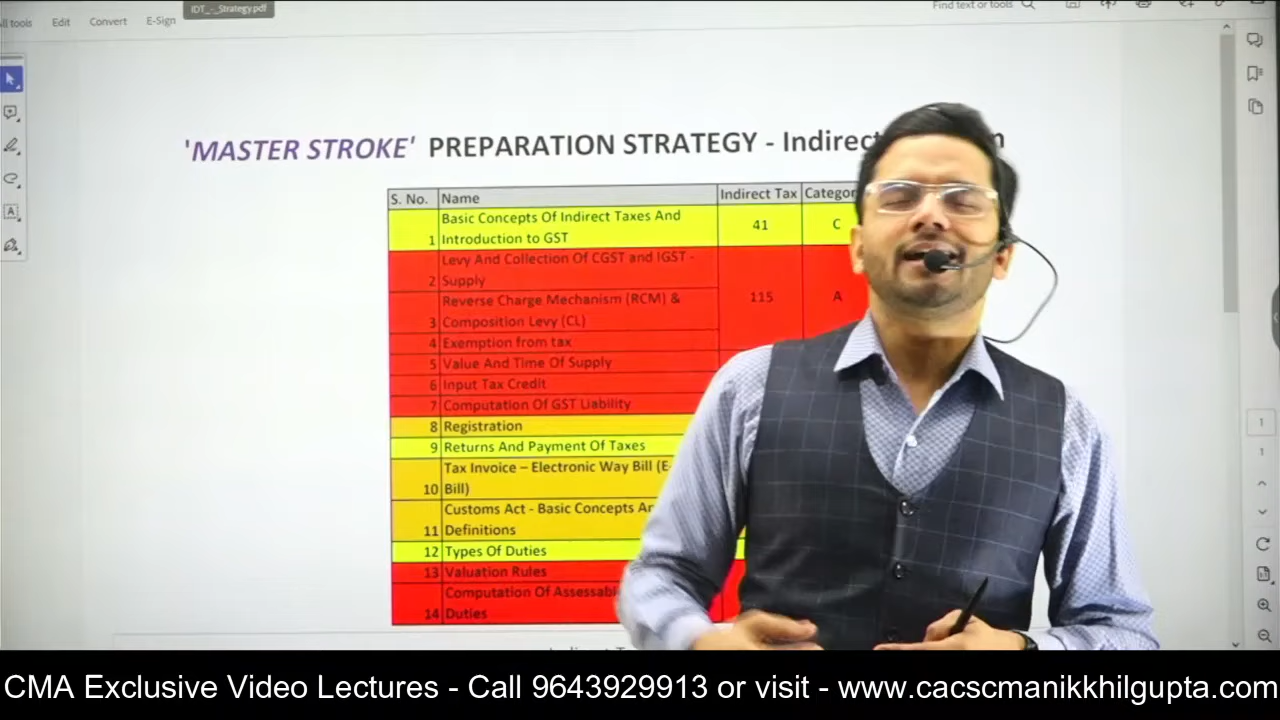 IDT_-_Strategy.pdf
All tools Edit Convert E-Sign
Find text or tools
'MASTER STROKE' PREPARATION STRATEGY - Indirec
S. No. Name Indirect Tax Categor
Basic Concepts Of Indirect Taxes And
1 Introduction to GST 41 C
Levy And Collection Of CGST and IGST -
2 Supply
115 A
Reverse Charge Mechanism (RCM) &
3 Composition Levy (CL)
4 Exemption from tax
5 Value And Time Of Supply
6 Input Tax Credit
7 Computation Of GST Liability
8 Registration
9 Returns And Payment Of Taxes
Tax Invoice – Electronic Way Bill (E-
10 Bill)
Customs Act - Basic Concepts
11 Definitions
12 Types Of Duties
13 Valuation Rules
Computation Of Assessabl
14 Duties
1
1
CMA Exclusive Video Lectures - Call 9643929913 or visit - www.cacscmanikkhilgupta.com